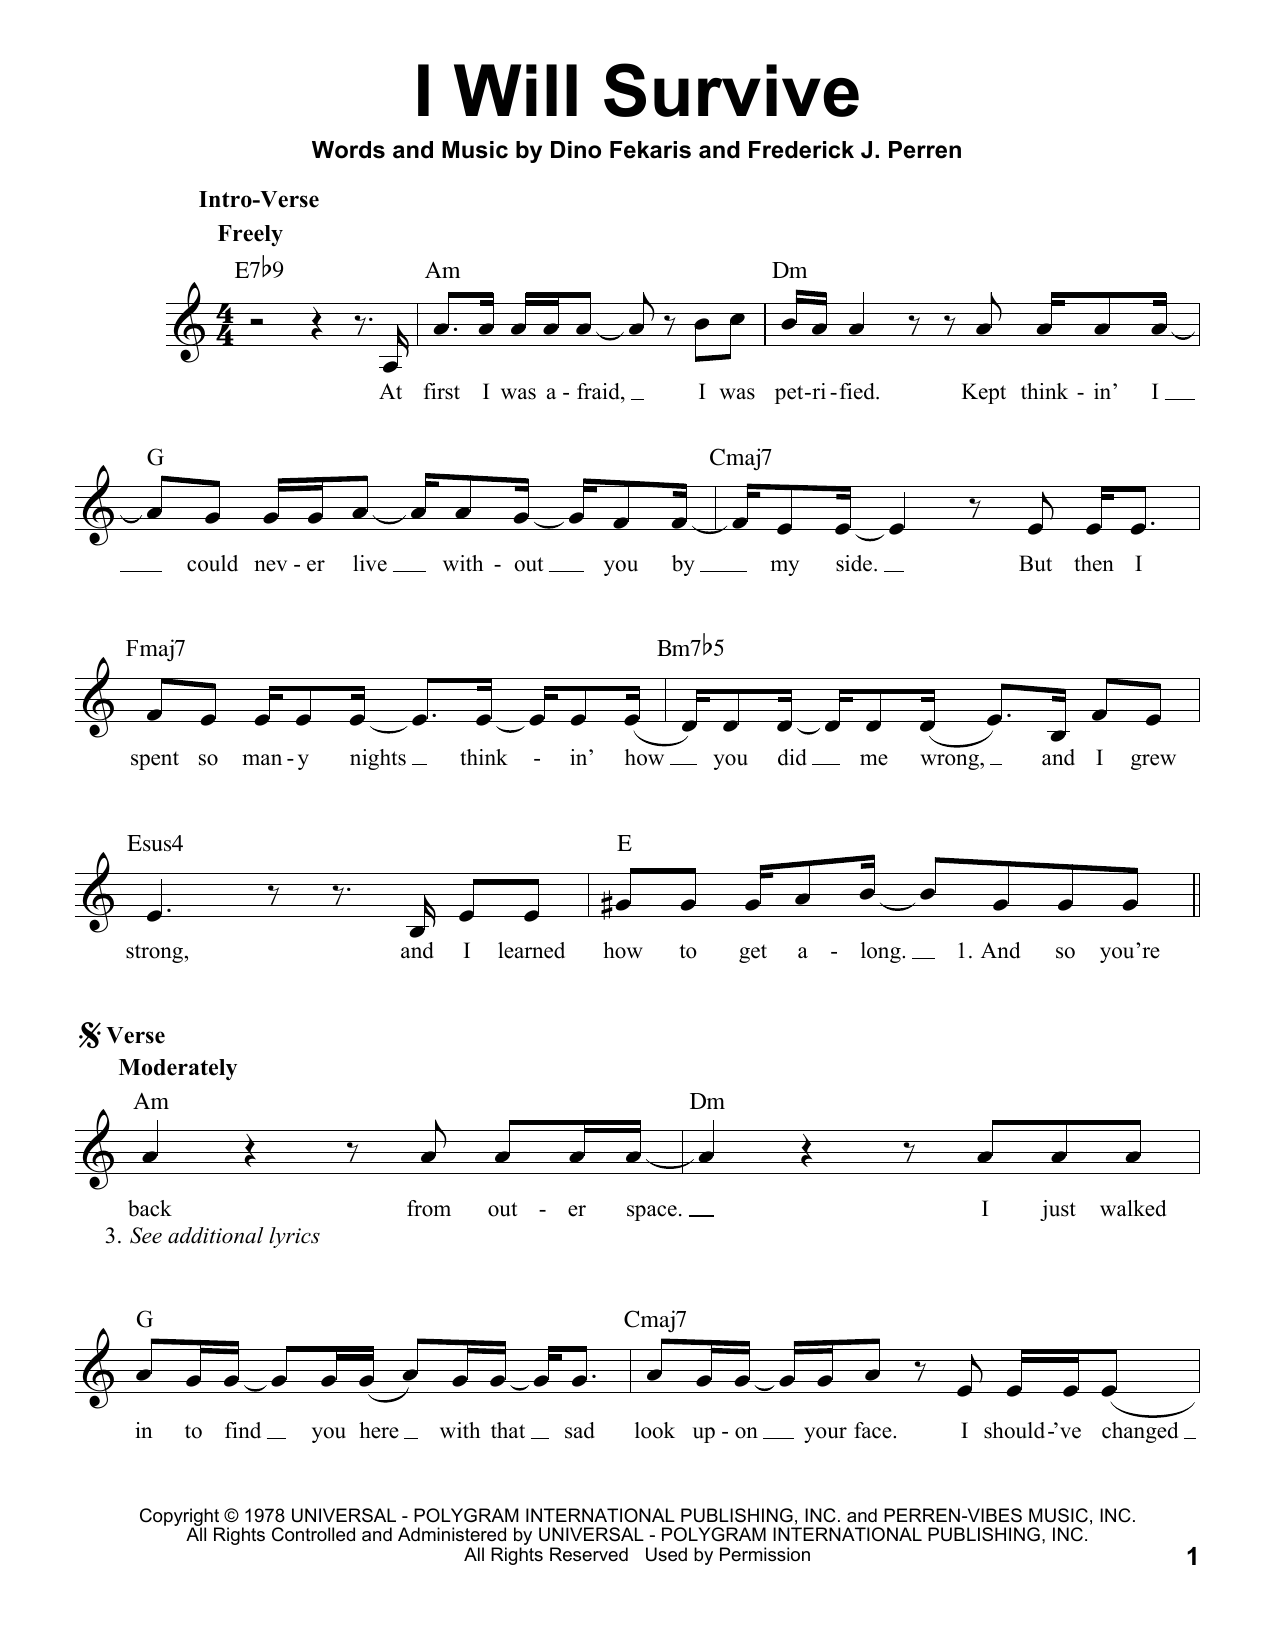 I Will Survive
Words and Music by Dino Fekaris and Frederick J. Perren
Intro-Verse
Freely
E7♭9 Am Dm
At first I was a - fraid, I was pet - ri - fied. Kept think - in' I
G Cmaj7
could nev - er live with - out you by my side. But then I
Fmaj7 Bm7♭5
spent so man - y nights think - in' how you did me wrong, and I grew
Esus4 E
strong, and I learned how to get a - long. 1. And so you're
Verse
Moderately
Am Dm
back from out - er space. I just walked
3. See additional lyrics
G Cmaj7
in to find you here with that sad look up - on your face. I should -'ve changed
Copyright © 1978 UNIVERSAL - POLYGRAM INTERNATIONAL PUBLISHING, INC. and PERREN-VIBES MUSIC, INC.
All Rights Controlled and Administered by UNIVERSAL - POLYGRAM INTERNATIONAL PUBLISHING, INC.
All Rights Reserved Used by Permission
1